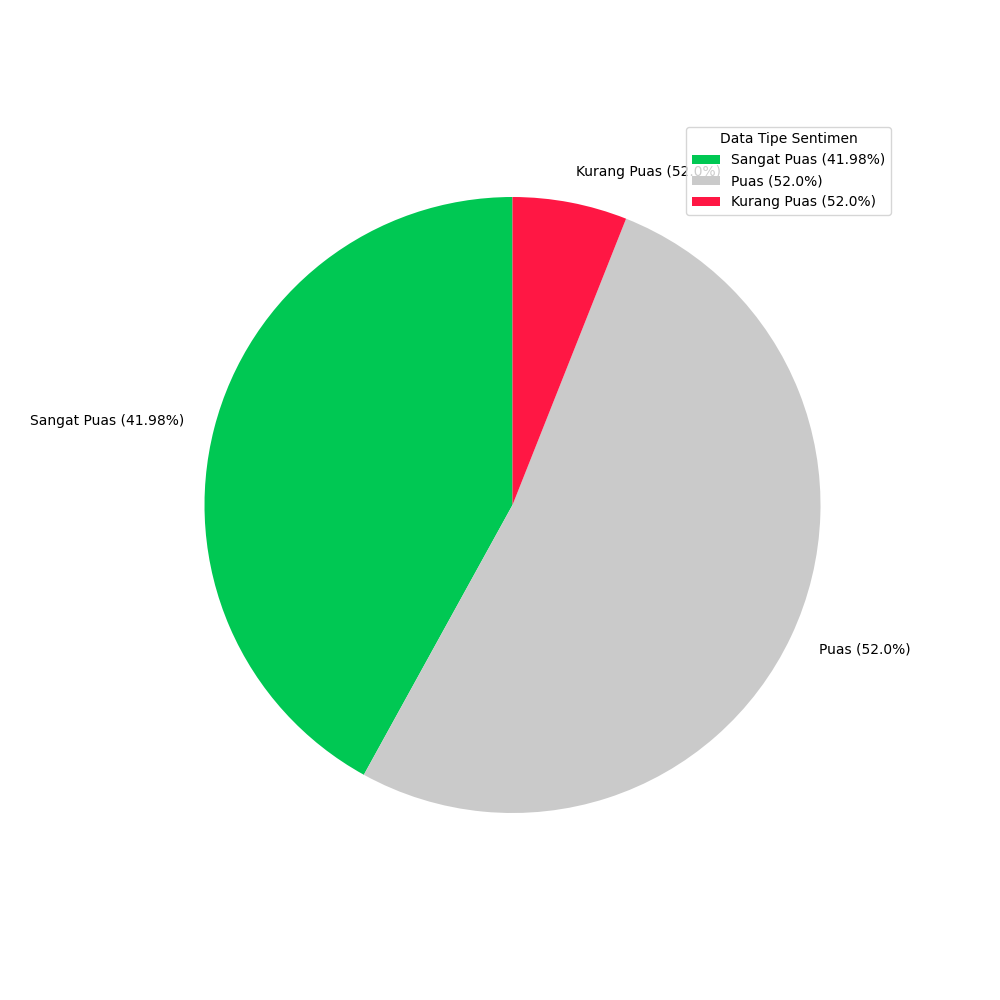 Data Tipe Sentimen
Sangat Puas (41.98%)
Puas (52.0%)
Kurang Puas (52.0%)
Kurang Puas (52.0%)
Sangat Puas (41.98%)
Puas (52.0%)